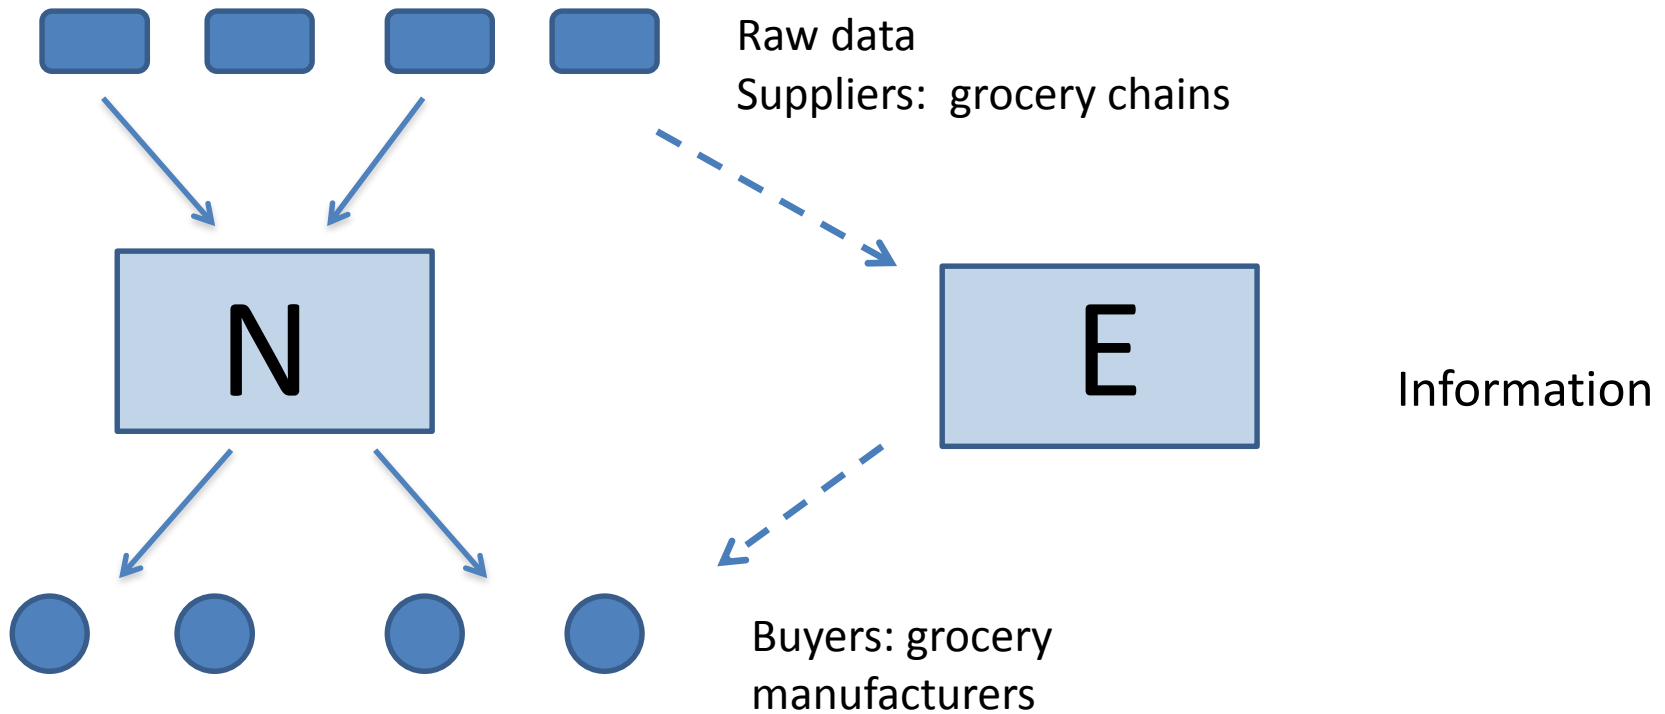 Raw data
Suppliers:  grocery chains
N
E
Information
Buyers: grocery
manufacturers